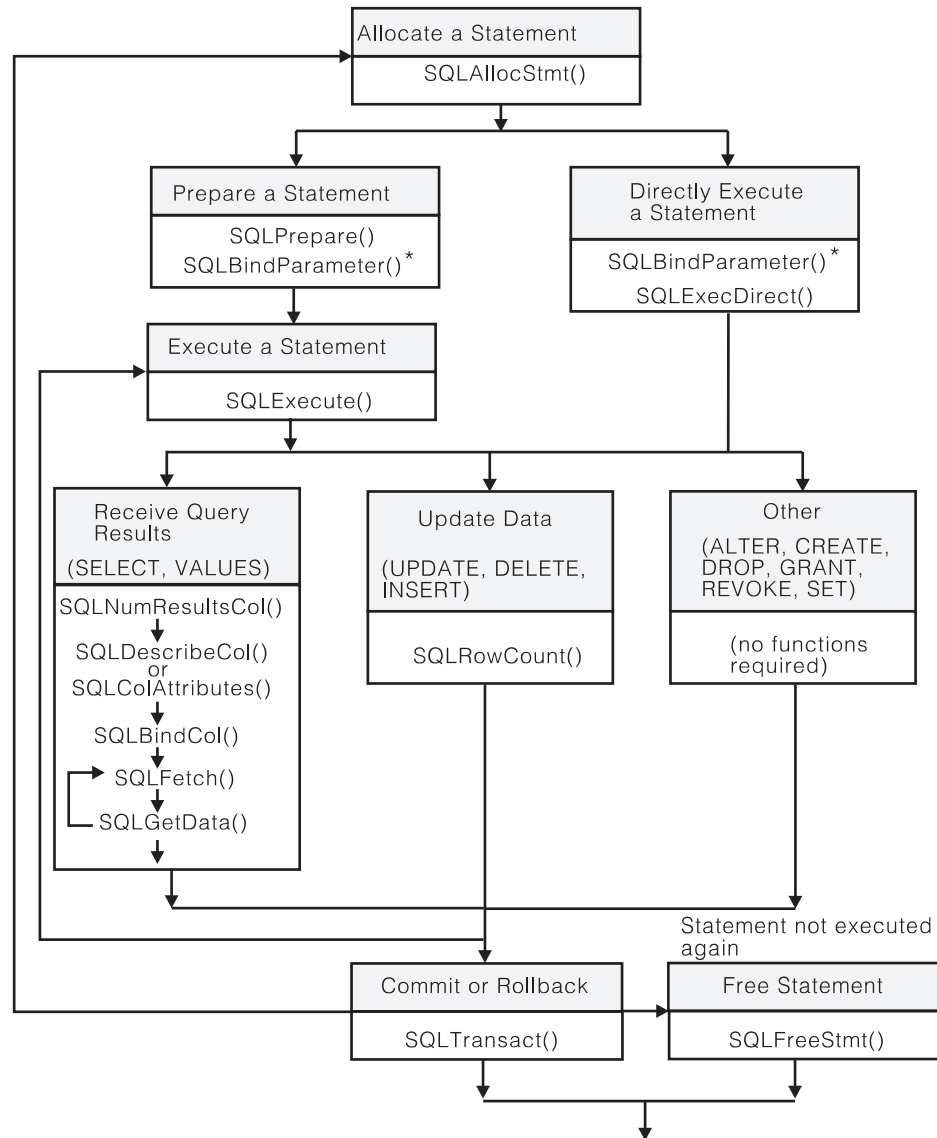 Allocate a Statement
SQLAllocStmt()
Prepare a Statement
SQLPrepare()
SQLBindParameter()*
Directly Execute
a Statement
SQLBindParameter()*
SQLExecDirect()
Execute a Statement
SQLExecute()
Receive Query
Results
(SELECT, VALUES)
SQLNumResultsCol()
SQLDescribeCol()
or
SQLColAttributes()
SQLBindCol()
SQLFetch()
SQLGetData()
Update Data
(UPDATE, DELETE,
INSERT)
SQLRowCount()
Other
(ALTER, CREATE,
DROP, GRANT,
REVOKE, SET)
(no functions
required)
Statement not executed
again
Commit or Rollback
SQLTransact()
Free Statement
SQLFreeStmt()